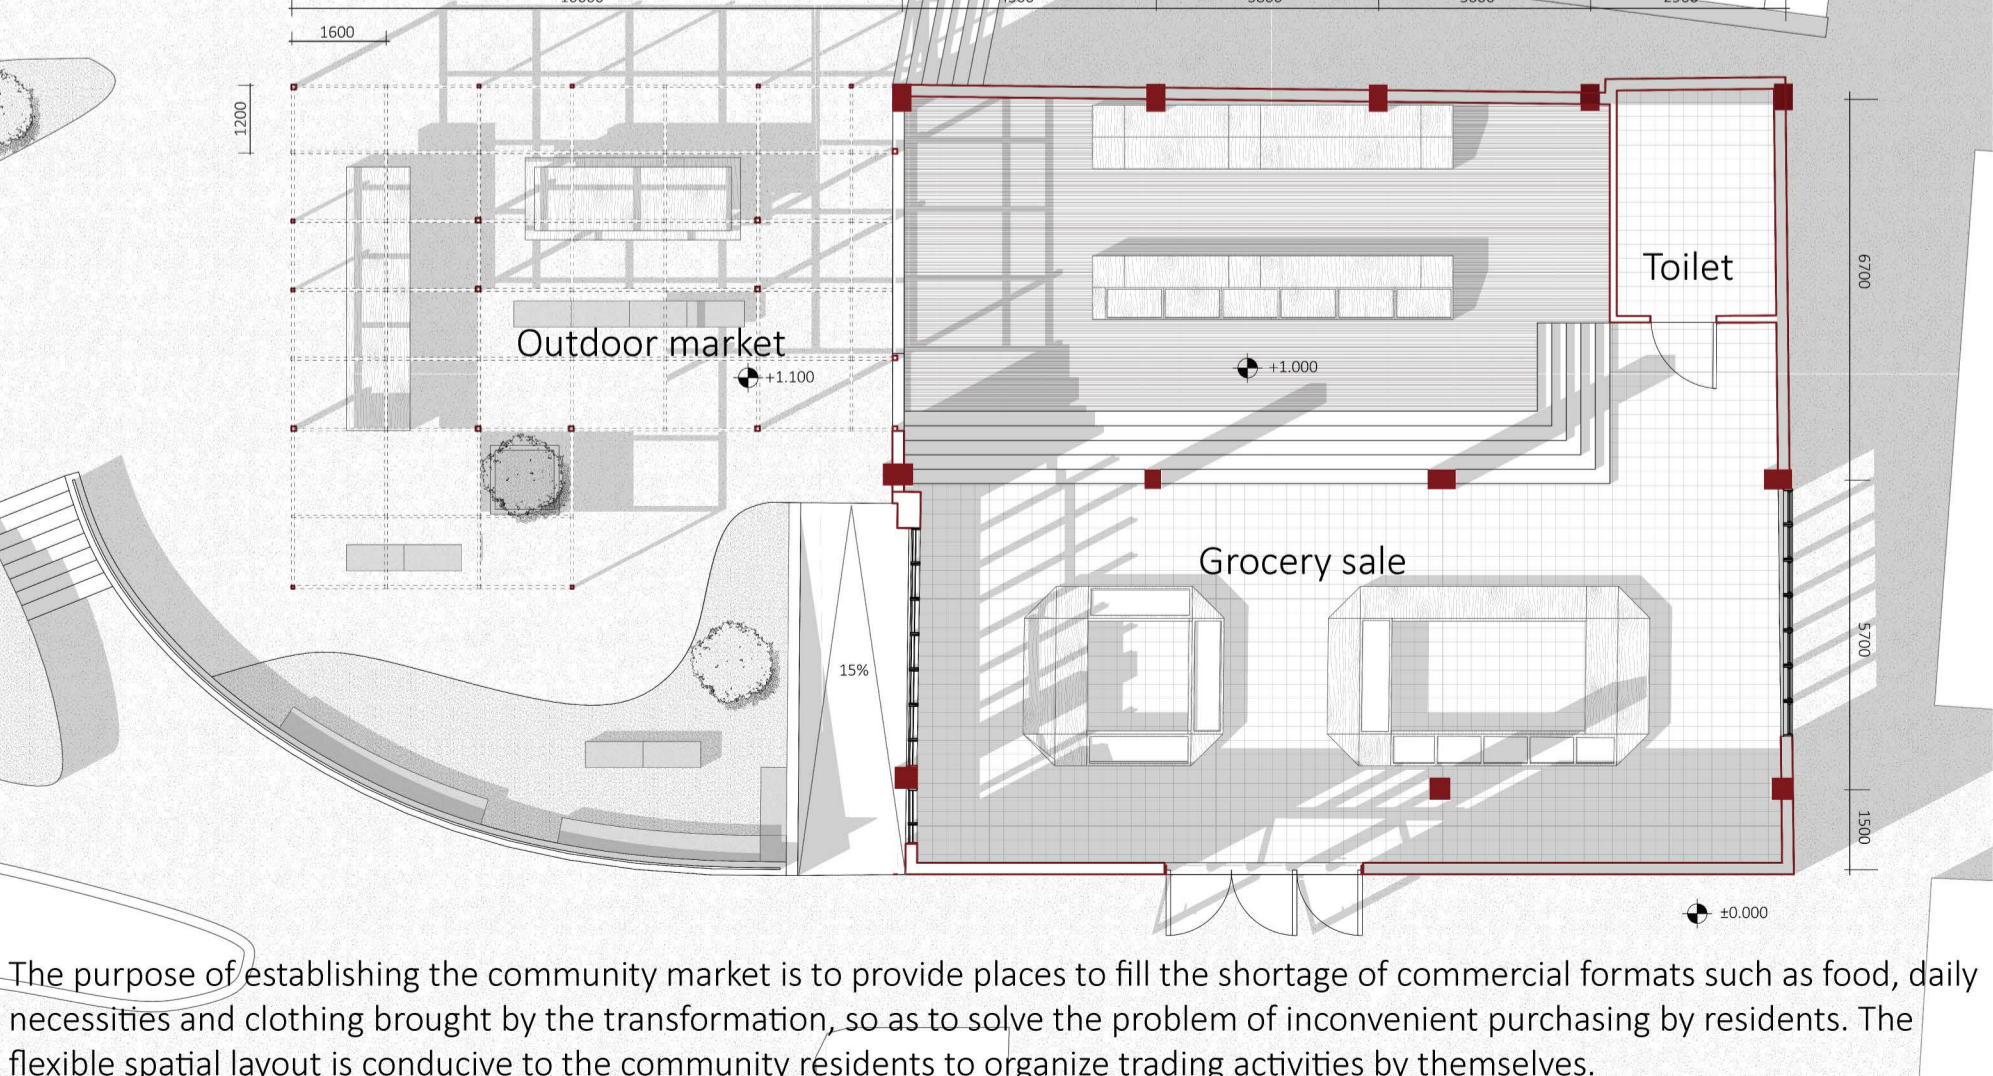 1600
1200
Toilet
6700
Outdoor market
+1.100
+1.000
Grocery sale
5700
15%
1500
±0.000
The purpose of establishing the community market is to provide places to fill the shortage of commercial formats such as food, daily
necessities and clothing brought by the transformation, so as to solve the problem of inconvenient purchasing by residents. The
flexible spatial layout is conducive to the community residents to organize trading activities by themselves.